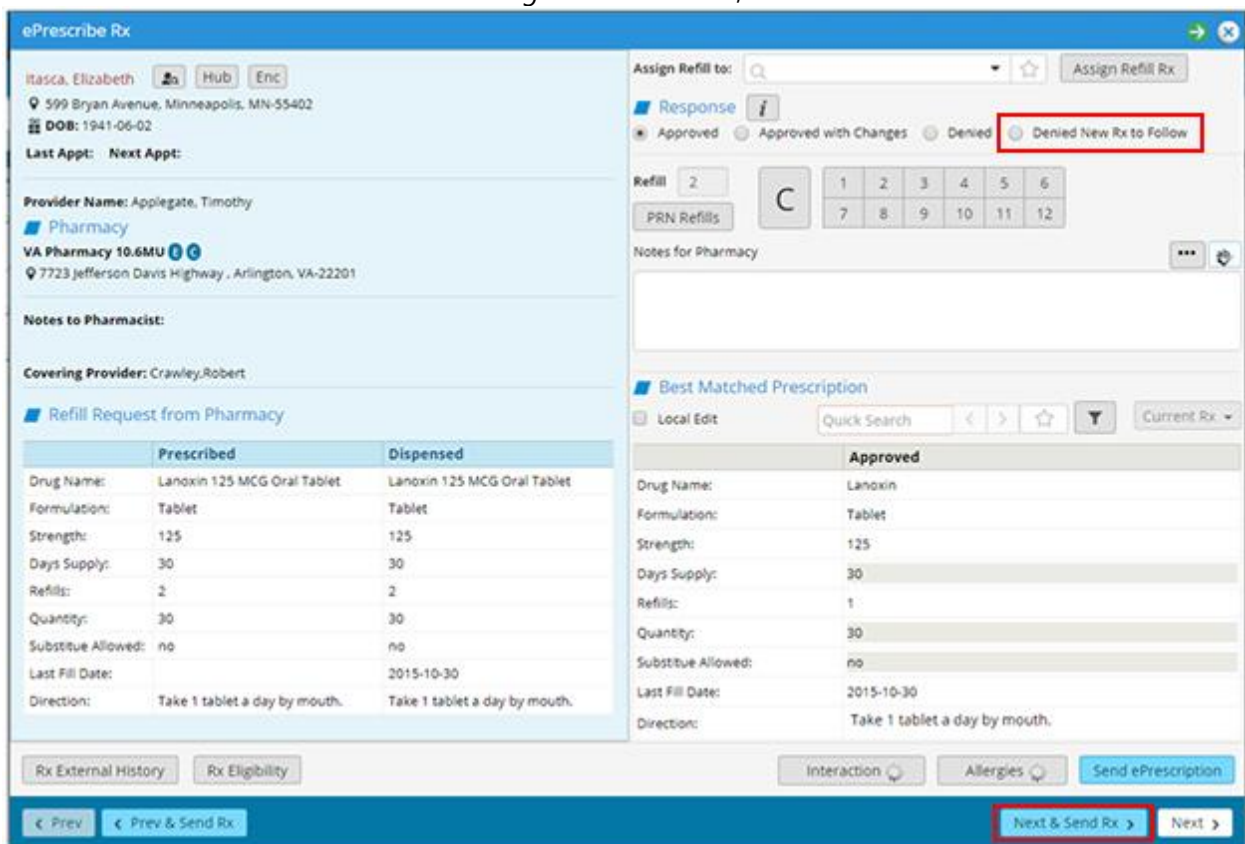 ePrescribe Rx
Itasca, Elizabeth Hub Enc
599 Bryan Avenue, Minneapolis, MN-55402
DOB: 1941-06-02
Last Appt: Next Appt:
Provider Name: Applegate, Timothy
Pharmacy
VA Pharmacy 10.6MU E
7723 Jefferson Davis Highway , Arlington, VA-22201
Notes to Pharmacist:
Covering Provider: Crawley,Robert
Refill Request from Pharmacy
Prescribed Dispensed
Drug Name: Lanoxin 125 MCG Oral Tablet Lanoxin 125 MCG Oral Tablet
Formulation: Tablet Tablet
Strength: 125 125
Days Supply: 30 30
Refills: 2 2
Quantity: 30 30
Substitue Allowed: no no
Last Fill Date: 2015-10-30
Direction: Take 1 tablet a day by mouth. Take 1 tablet a day by mouth.
Assign Refill to: Assign Refill Rx
Response i
Approved Approved with Changes Denied Denied New Rx to Follow
Refill 2 C 1 2 3 4 5 6
PRN Refills 7 8 9 10 11 12
Notes for Pharmacy
Best Matched Prescription
Local Edit Quick Search < > Current Rx
Approved
Drug Name: Lanoxin
Formulation: Tablet
Strength: 125
Days Supply: 30
Refills: 1
Quantity: 30
Substitue Allowed: no
Last Fill Date: 2015-10-30
Direction: Take 1 tablet a day by mouth.
Rx External History Rx Eligibility Interaction Allergies Send ePrescription
< Prev < Prev & Send Rx Next & Send Rx > Next >